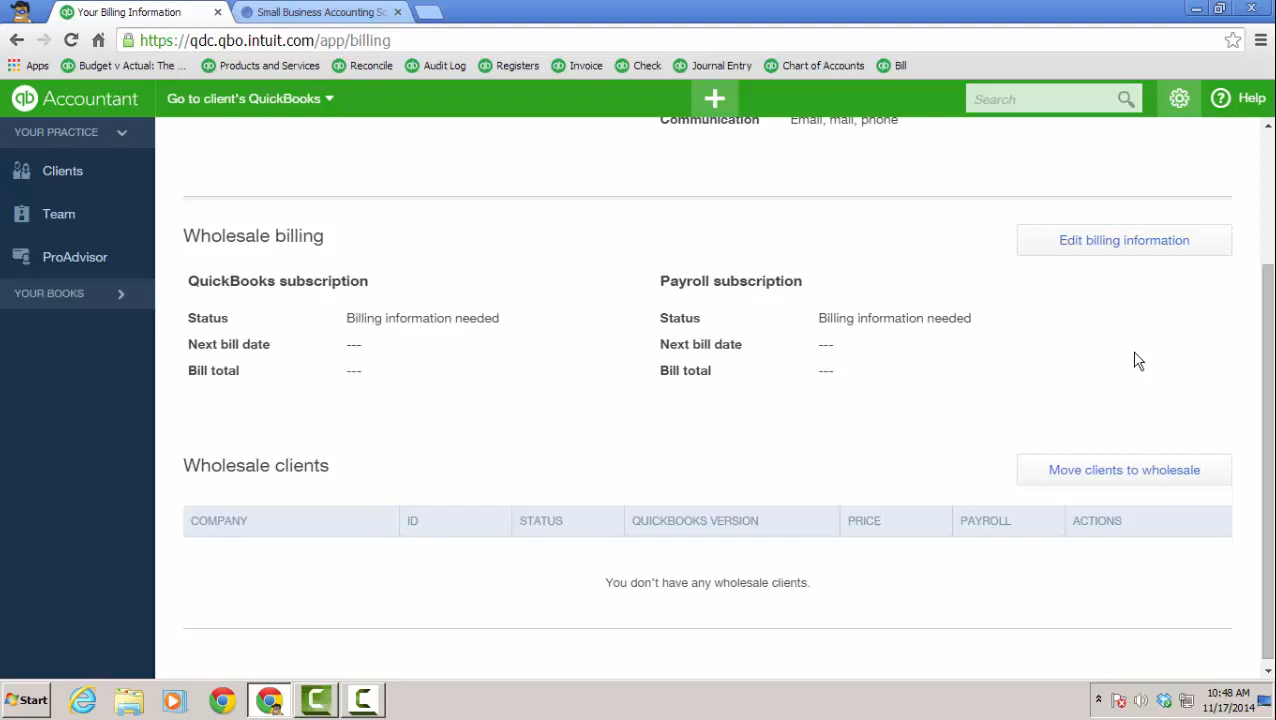 Your Billing Information
Small Business Accounting So
https://qdc.qbo.intuit.com/app/billing
Apps
Budget v Actual: The ...
Products and Services
Reconcile
Audit Log
Registers
Invoice
Check
Journal Entry
Chart of Accounts
Bill
qb Accountant
Go to client's QuickBooks
Search
Help
YOUR PRACTICE
Clients
Team
ProAdvisor
YOUR BOOKS
Communication Email, mail, phone
Wholesale billing
Edit billing information
QuickBooks subscription
Payroll subscription
Status Billing information needed
Status Billing information needed
Next bill date ---
Next bill date ---
Bill total ---
Bill total ---
Wholesale clients
Move clients to wholesale
COMPANY ID STATUS QUICKBOOKS VERSION PRICE PAYROLL ACTIONS
You don't have any wholesale clients.
Start
10:48 AM
11/17/2014